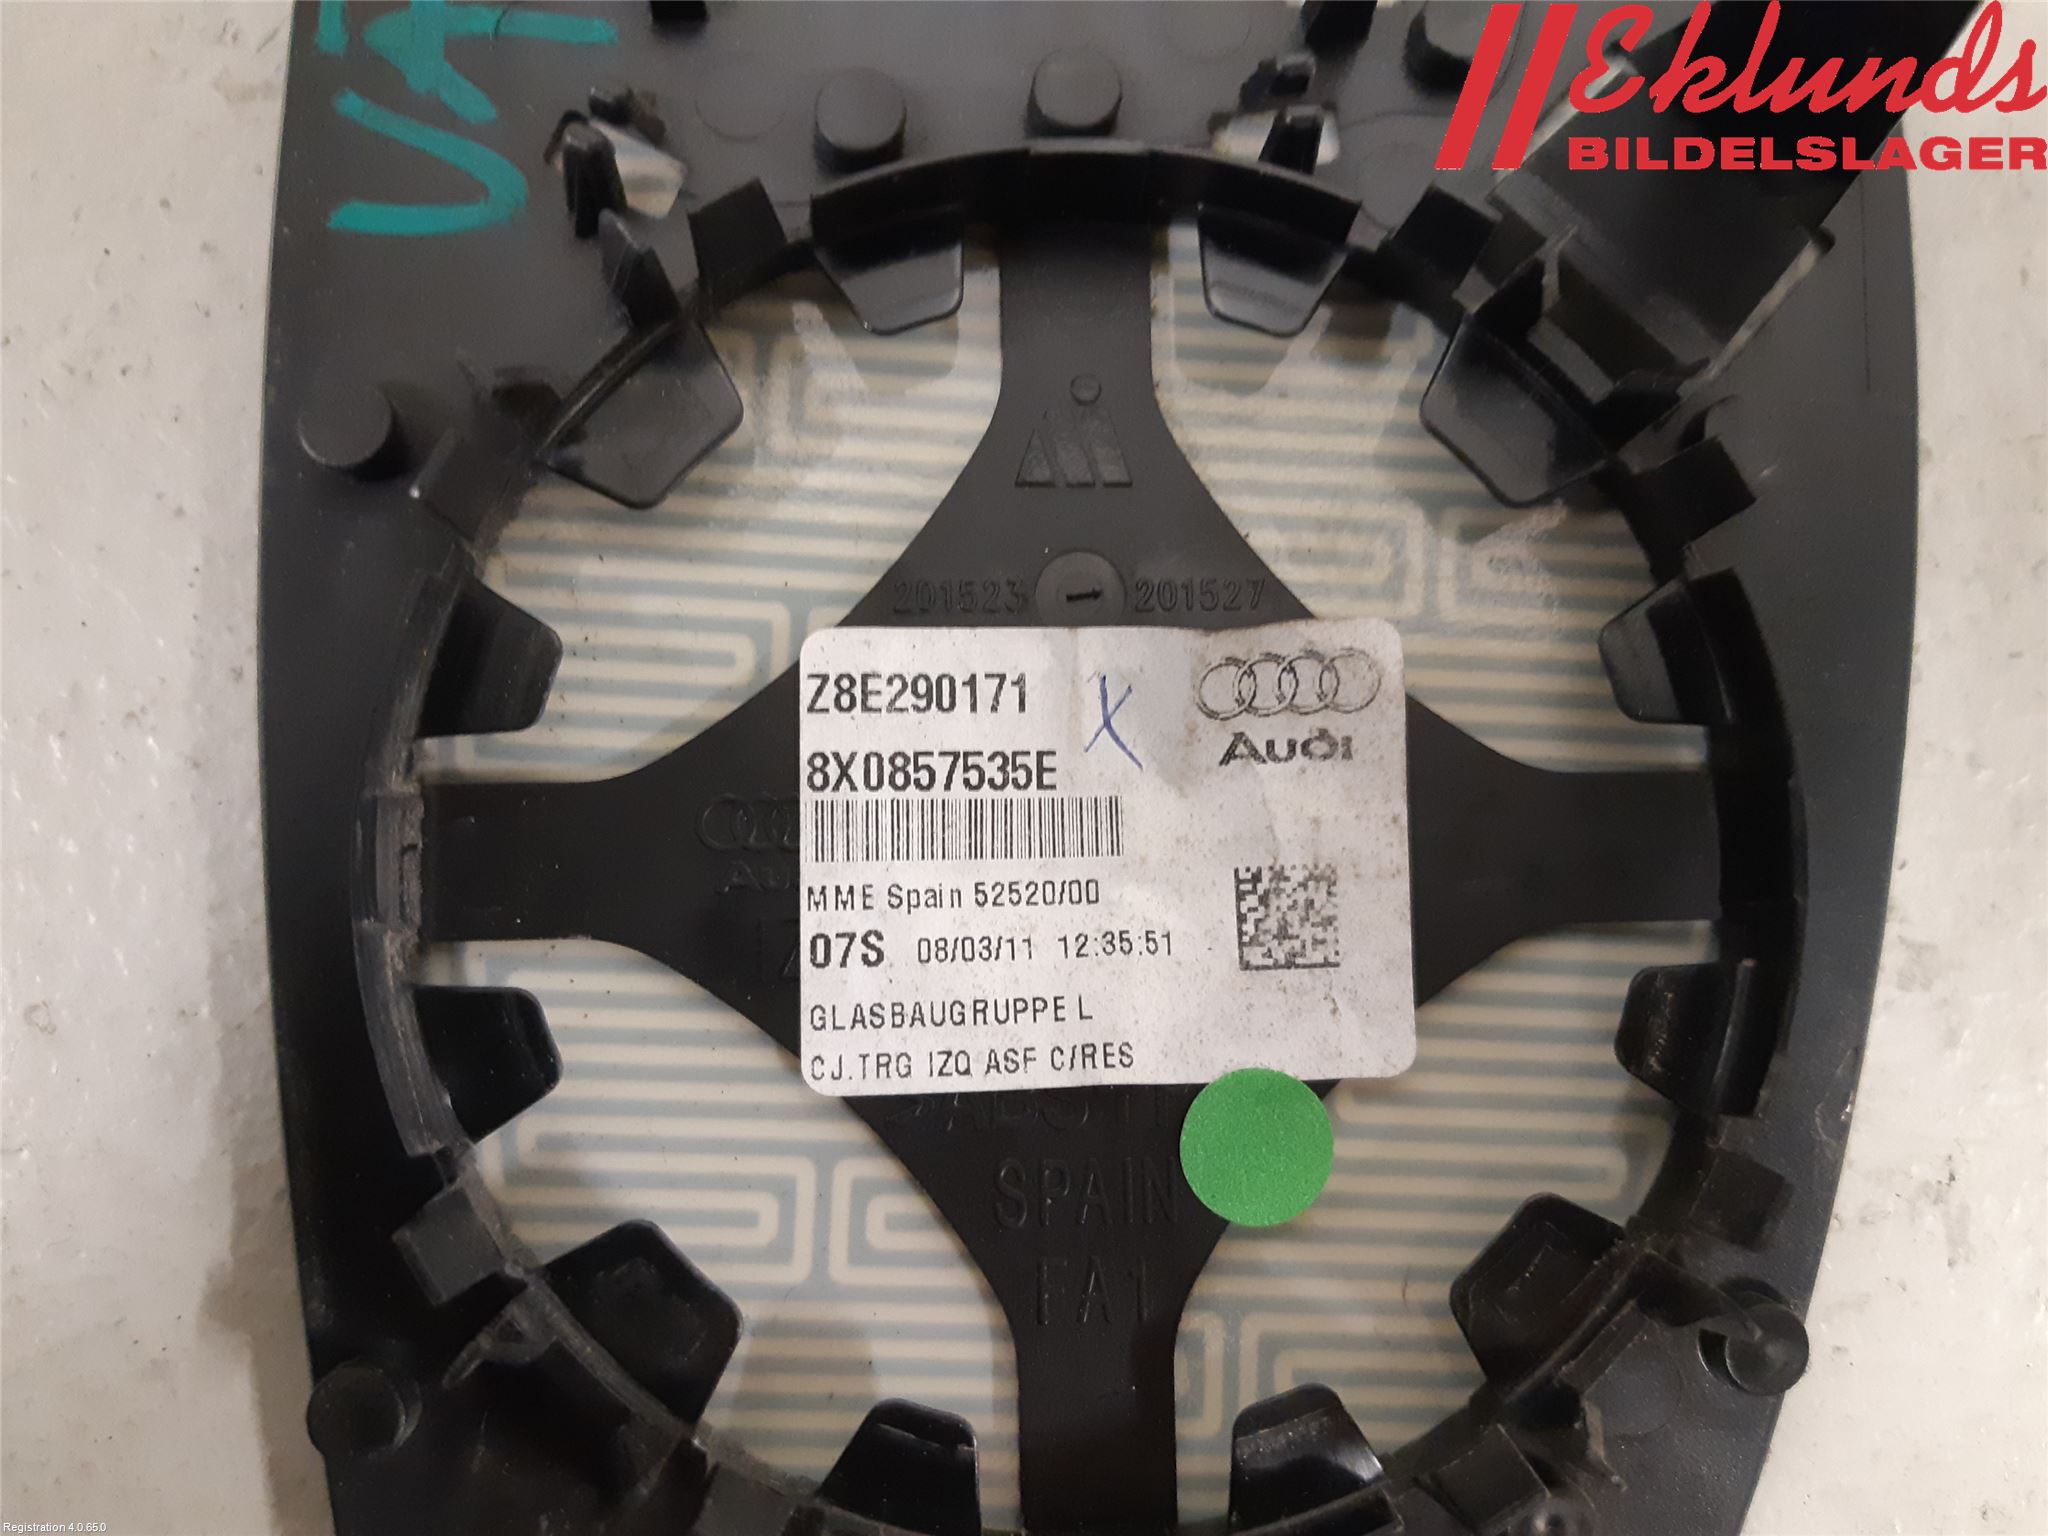 VÄ
Eklunds
BILDELSLAGER
201523 201527
Z8E290171 X
Audi
8X0857535E
MME Spain 52520/00
07S 08/03/11 12:35:51
GLASBAUGRUPPE L
CJ.TRG IZQ ASF C/RES
SPAIN
FA1
Registration 4.0.65.0